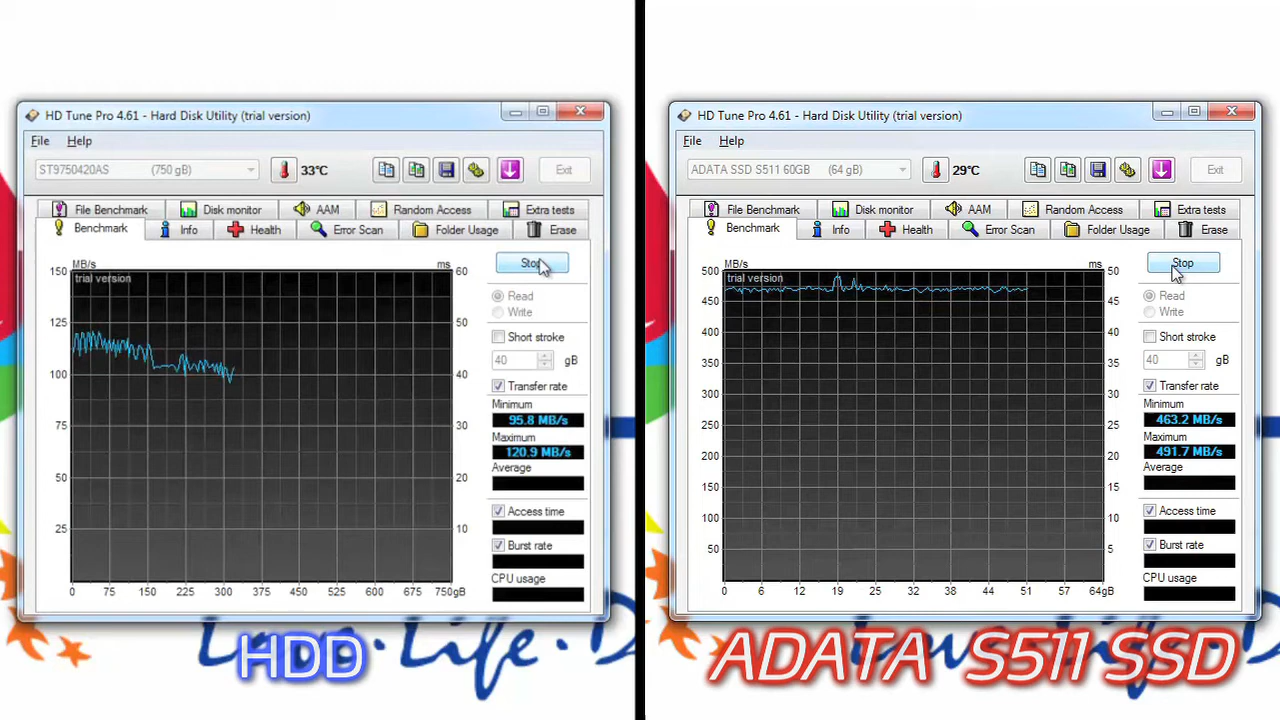 HD Tune Pro 4.61 - Hard Disk Utility (trial version)
File Help
ST9750420AS (750 gB)
33°C
Exit
File Benchmark Disk monitor AAM Random Access Extra tests
Benchmark Info Health Error Scan Folder Usage Erase
MB/s
ms
trial version
150
125
100
75
50
25
60
50
40
30
20
10
0 75 150 225 300 375 450 525 600 675 750gB
Stop
Read
Write
Short stroke
40 gB
Transfer rate
Minimum
95.8 MB/s
Maximum
120.9 MB/s
Average
Access time
Burst rate
CPU usage
HDD
HD Tune Pro 4.61 - Hard Disk Utility (trial version)
File Help
ADATA SSD S511 60GB (64 gB)
29°C
Exit
File Benchmark Disk monitor AAM Random Access Extra tests
Benchmark Info Health Error Scan Folder Usage Erase
MB/s
ms
trial version
500
450
400
350
300
250
200
150
100
50
50
45
40
35
30
25
20
15
10
5
0 6 12 19 25 32 38 44 51 57 64gB
Stop
Read
Write
Short stroke
40 gB
Transfer rate
Minimum
463.2 MB/s
Maximum
491.7 MB/s
Average
Access time
Burst rate
CPU usage
ADATA S511 SSD